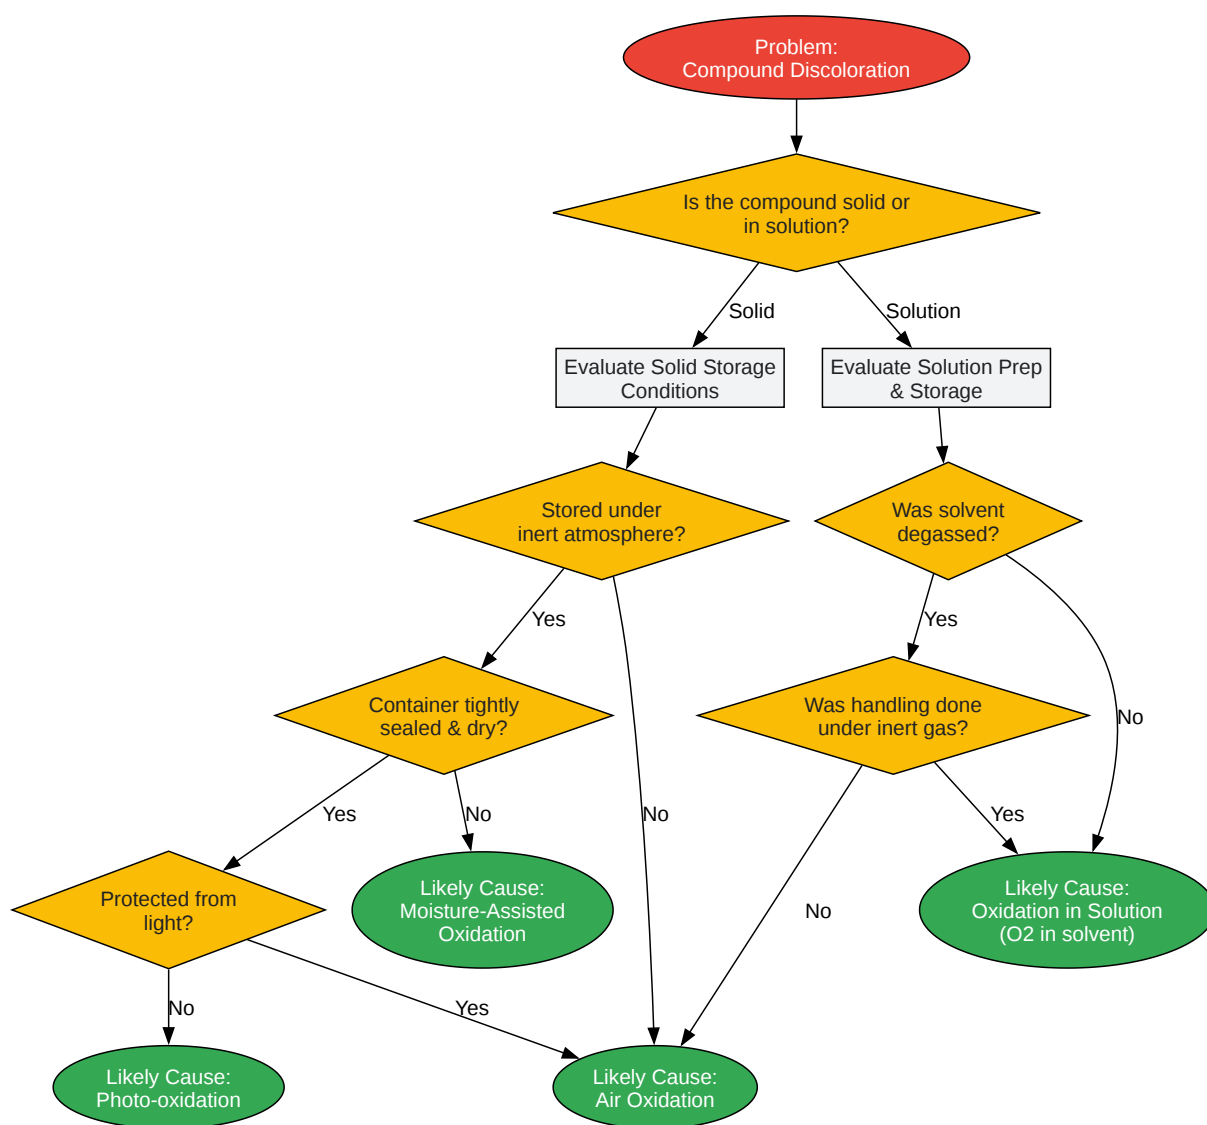 Problem:
Compound Discoloration
Is the compound solid or
in solution?
Solid
Solution
Evaluate Solid Storage
Conditions
Evaluate Solution Prep
& Storage
Stored under
inert atmosphere?
Was solvent
degassed?
Yes
Yes
Container tightly
sealed & dry?
Was handling done
under inert gas?
No
Yes
No
No
Yes
Protected from
light?
Likely Cause:
Moisture-Assisted
Oxidation
No
Likely Cause:
Oxidation in Solution
(O2 in solvent)
No
Yes
Likely Cause:
Photo-oxidation
Likely Cause:
Air Oxidation